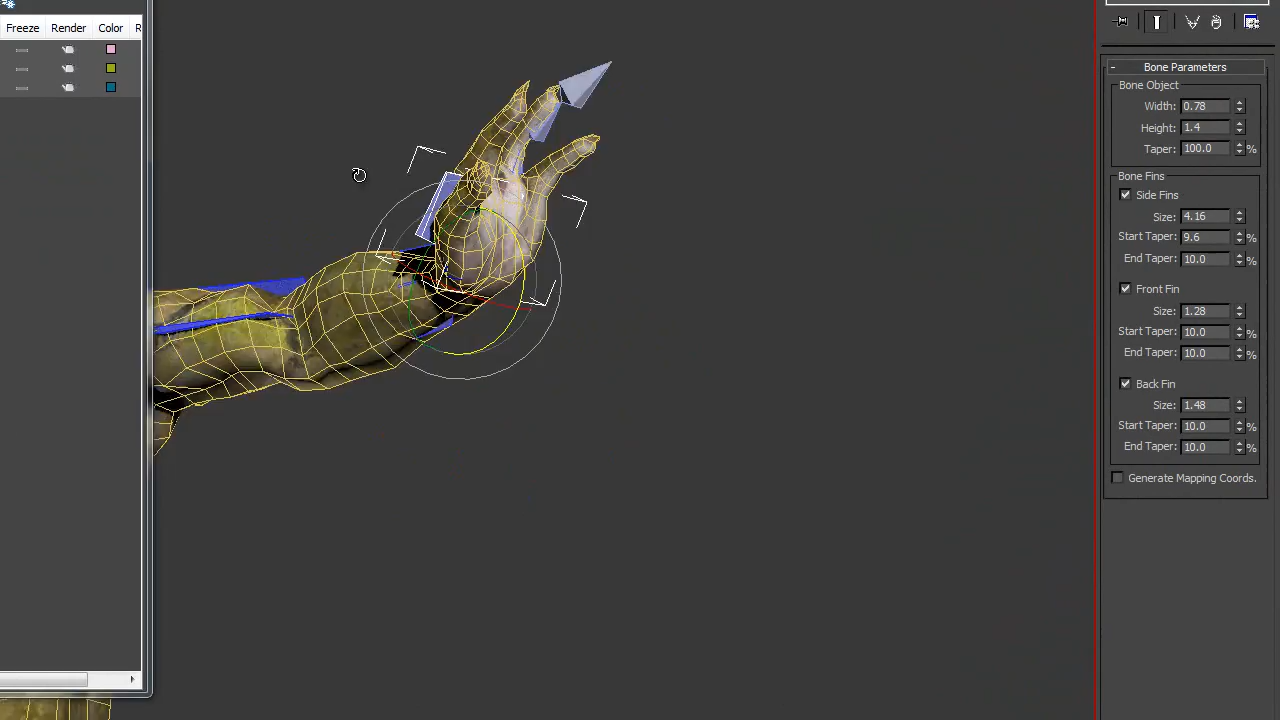 Freeze Render Color R
- Bone Parameters
Bone Object
Width: 0.78
Height: 1.4
Taper: 100.0 %
Bone Fins
Side Fins
Size: 4.16
Start Taper: 9.6 %
End Taper: 10.0 %
Front Fin
Size: 1.28
Start Taper: 10.0 %
End Taper: 10.0 %
Back Fin
Size: 1.48
Start Taper: 10.0 %
End Taper: 10.0 %
Generate Mapping Coords.